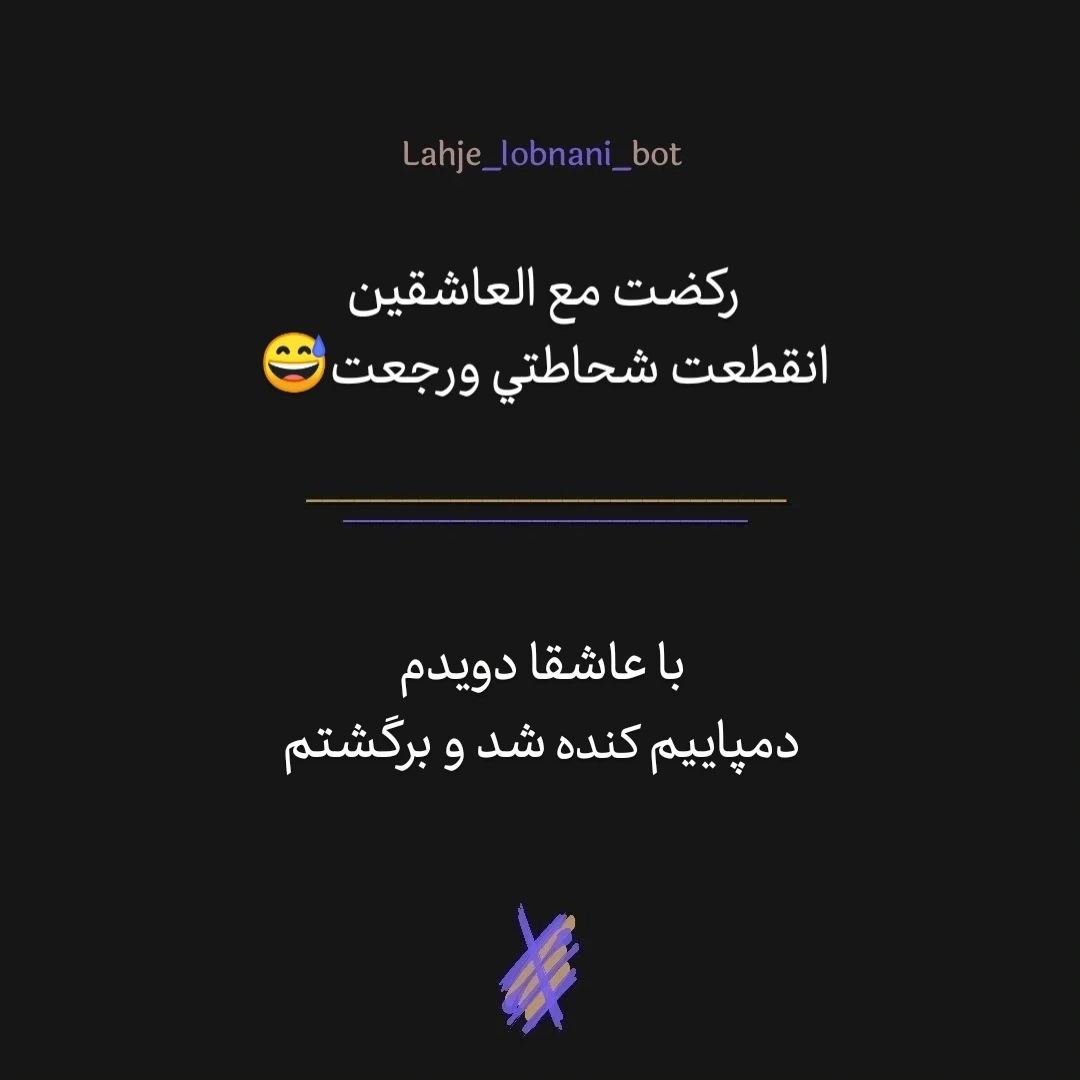 Lahje_lobnani_bot
ركضت مع العاشقين
انقطعت شحاطتي ورجعت😅
با عاشقا دویدم
دمپاییم کنده شد و برگشتم